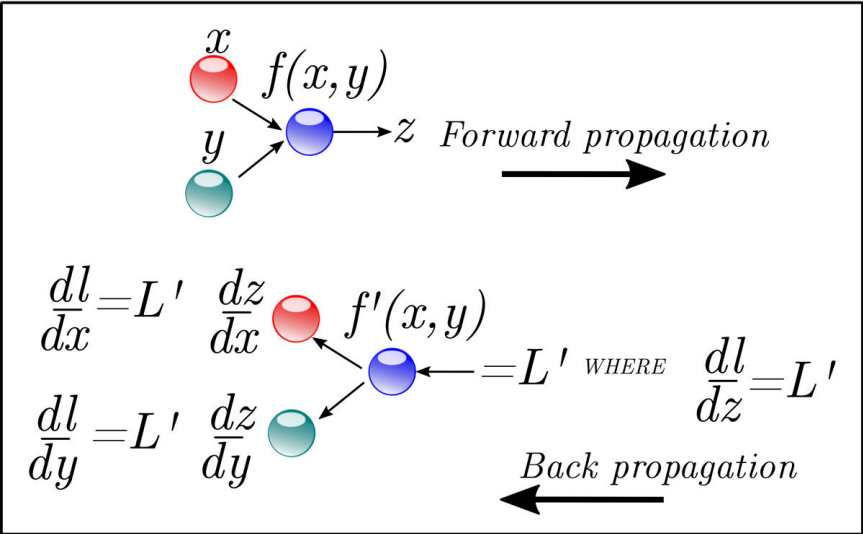 x
f(x,y)
y
z
Forward propagation
dl/dx=L' dz/dx
f'(x,y)
=L' WHERE dl/dz=L'
dl/dy=L' dz/dy
Back propagation